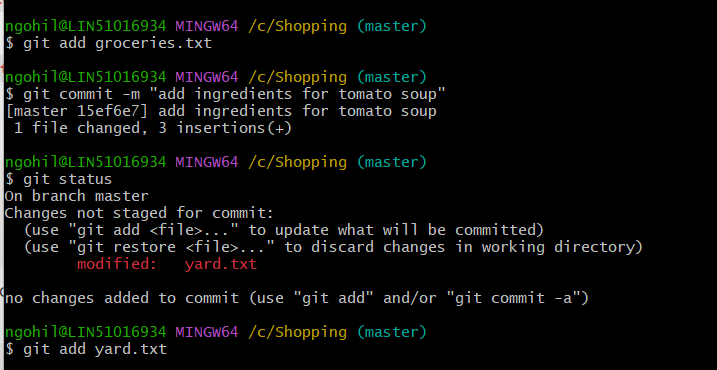 ngohil@LIN51016934 MINGW64 /c/Shopping (master)
$ git add groceries.txt
ngohil@LIN51016934 MINGW64 /c/Shopping (master)
$ git commit -m "add ingredients for tomato soup"
[master 15ef6e7] add ingredients for tomato soup
 1 file changed, 3 insertions(+)
ngohil@LIN51016934 MINGW64 /c/Shopping (master)
$ git status
On branch master
Changes not staged for commit:
  (use "git add <file>..." to update what will be committed)
  (use "git restore <file>..." to discard changes in working directory)
        modified:   yard.txt
no changes added to commit (use "git add" and/or "git commit -a")
ngohil@LIN51016934 MINGW64 /c/Shopping (master)
$ git add yard.txt